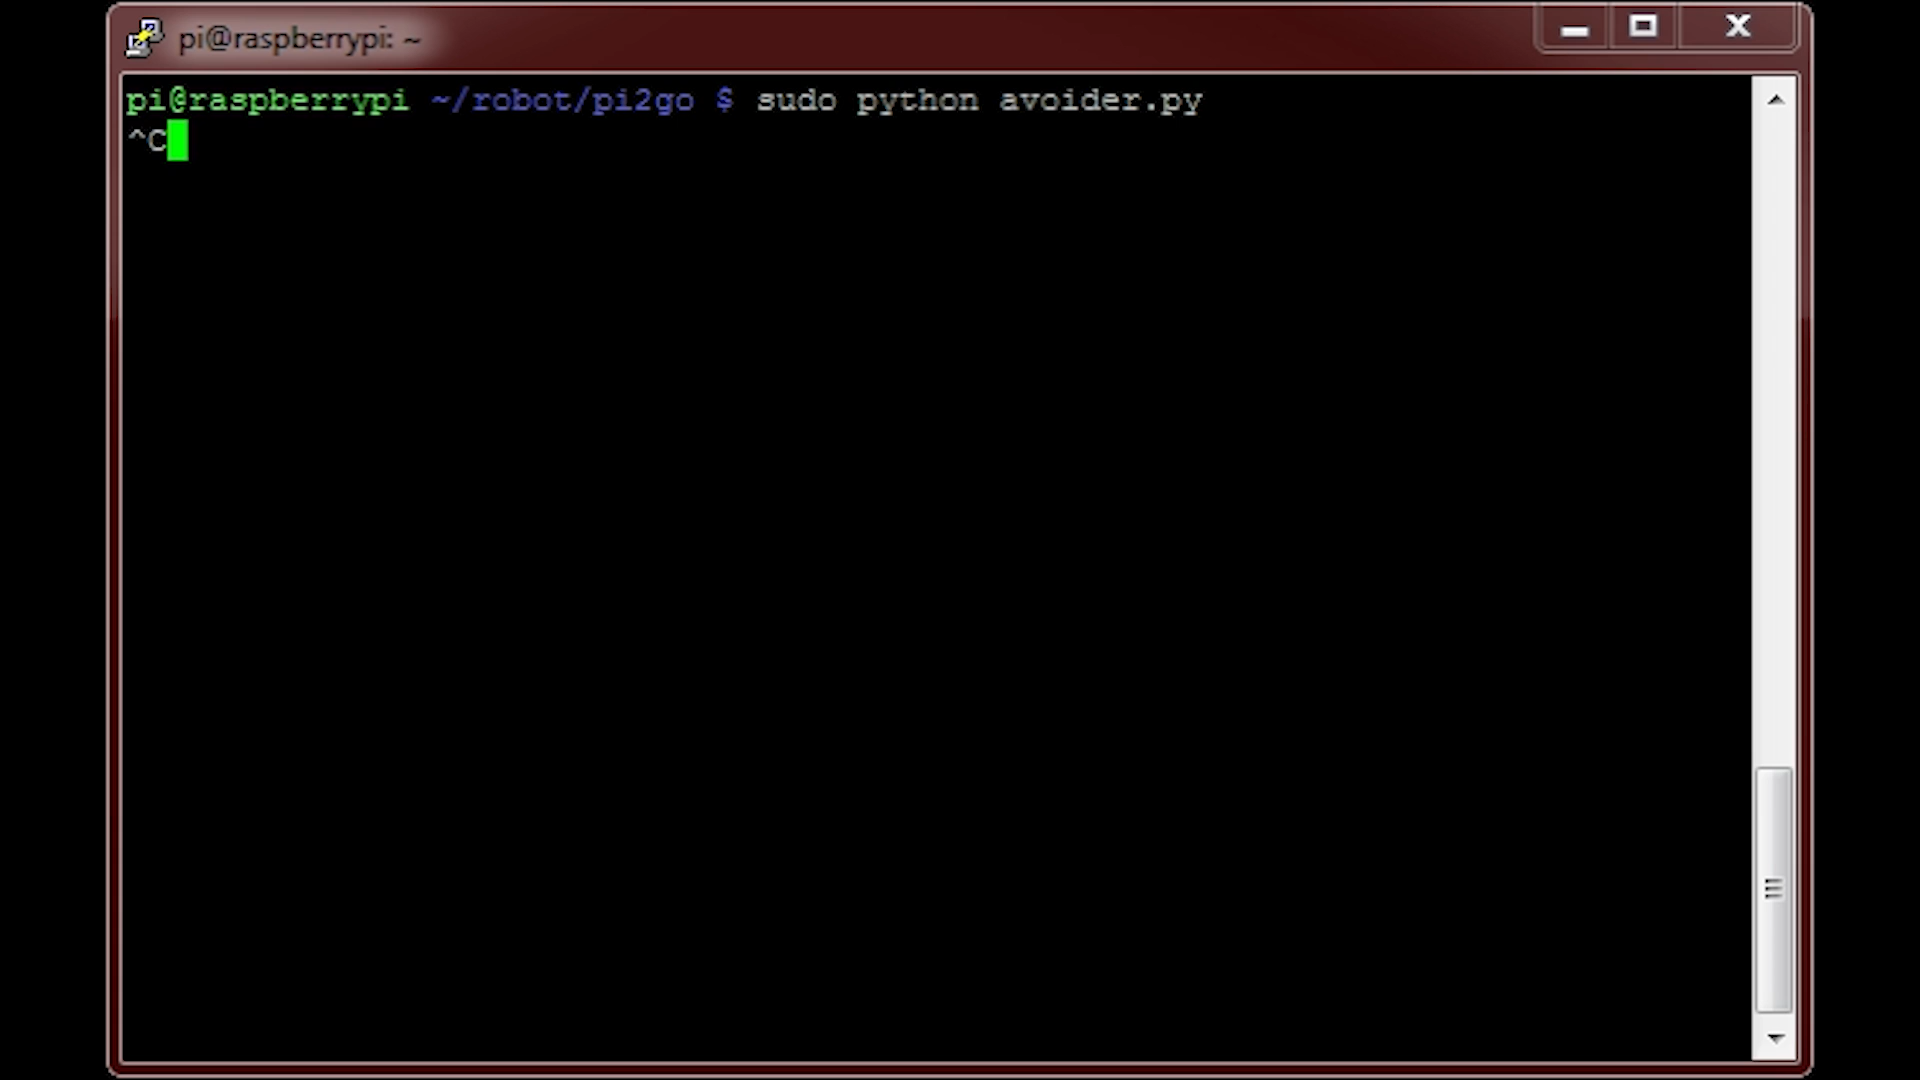 pi@raspberrypi: ~
pi@raspberrypi ~/robot/pi2go $ sudo python avoider.py
^C